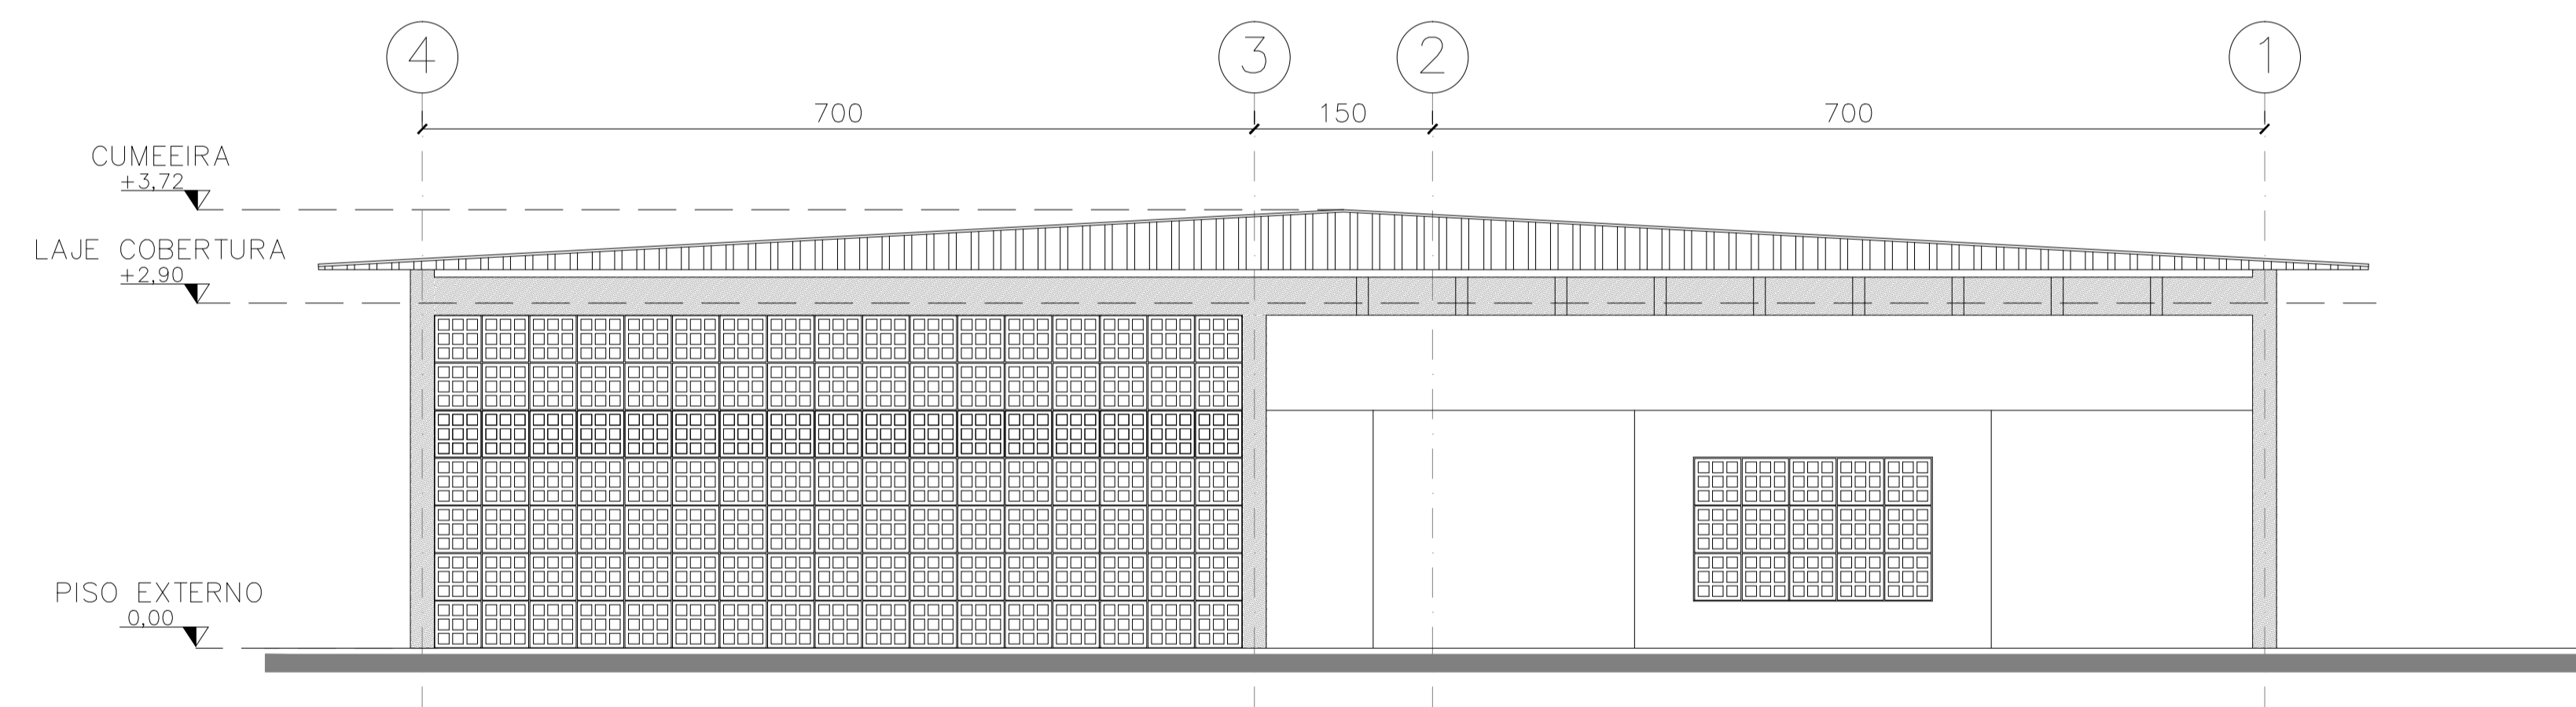 4 3 2 1
700 150 700
CUMEEIRA
+3,72
LAJE COBERTURA
+2,90
PISO EXTERNO
0,00